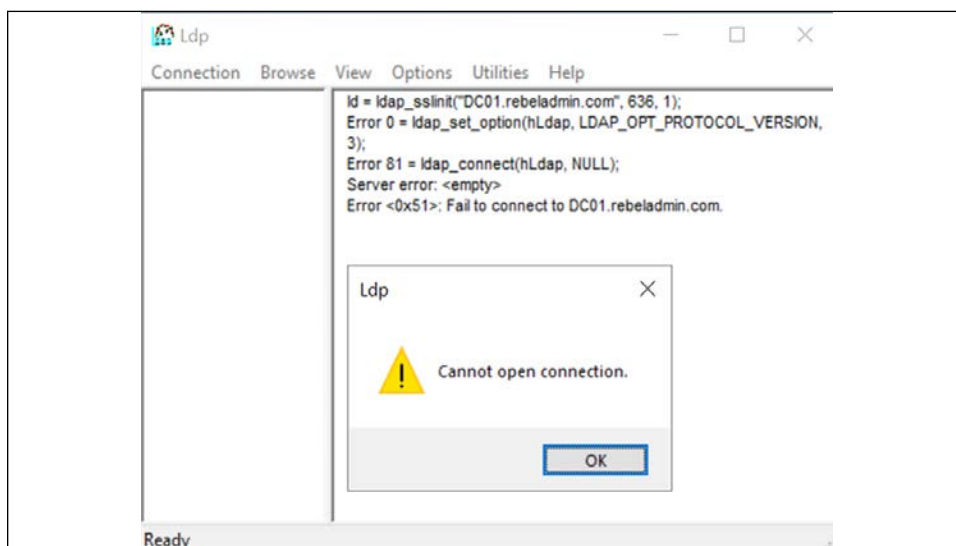 Ldp
Connection Browse View Options Utilities Help
ld = ldap_sslinit("DC01.rebeladmin.com", 636, 1);
Error 0 = ldap_set_option(hLdap, LDAP_OPT_PROTOCOL_VERSION,
3);
Error 81 = ldap_connect(hLdap, NULL);
Server error: <empty>
Error <0x51>: Fail to connect to DC01.rebeladmin.com.
Ldp
Cannot open connection.
OK
Ready